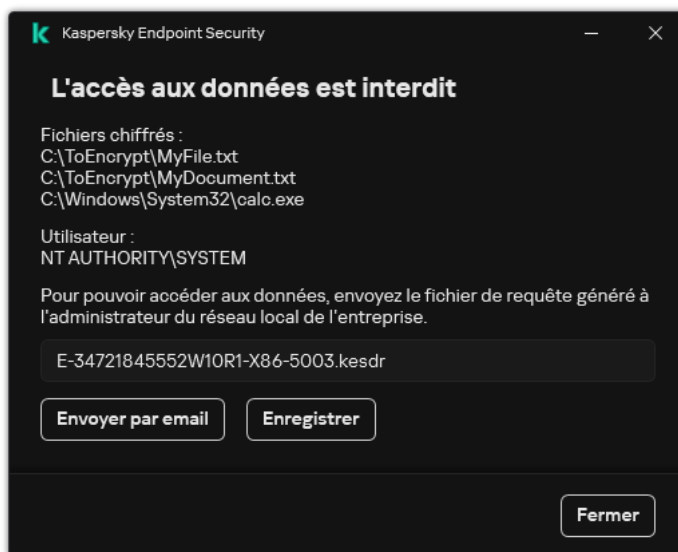 Kaspersky Endpoint Security
L'accès aux données est interdit
Fichiers chiffrés :
C:\ToEncrypt\MyFile.txt
C:\ToEncrypt\MyDocument.txt
C:\Windows\System32\calc.exe
Utilisateur :
NT AUTHORITY\SYSTEM
Pour pouvoir accéder aux données, envoyez le fichier de requête généré à
l'administrateur du réseau local de l'entreprise.
E-34721845552W10R1-X86-5003.kesdr
Envoyer par email
Enregistrer
Fermer